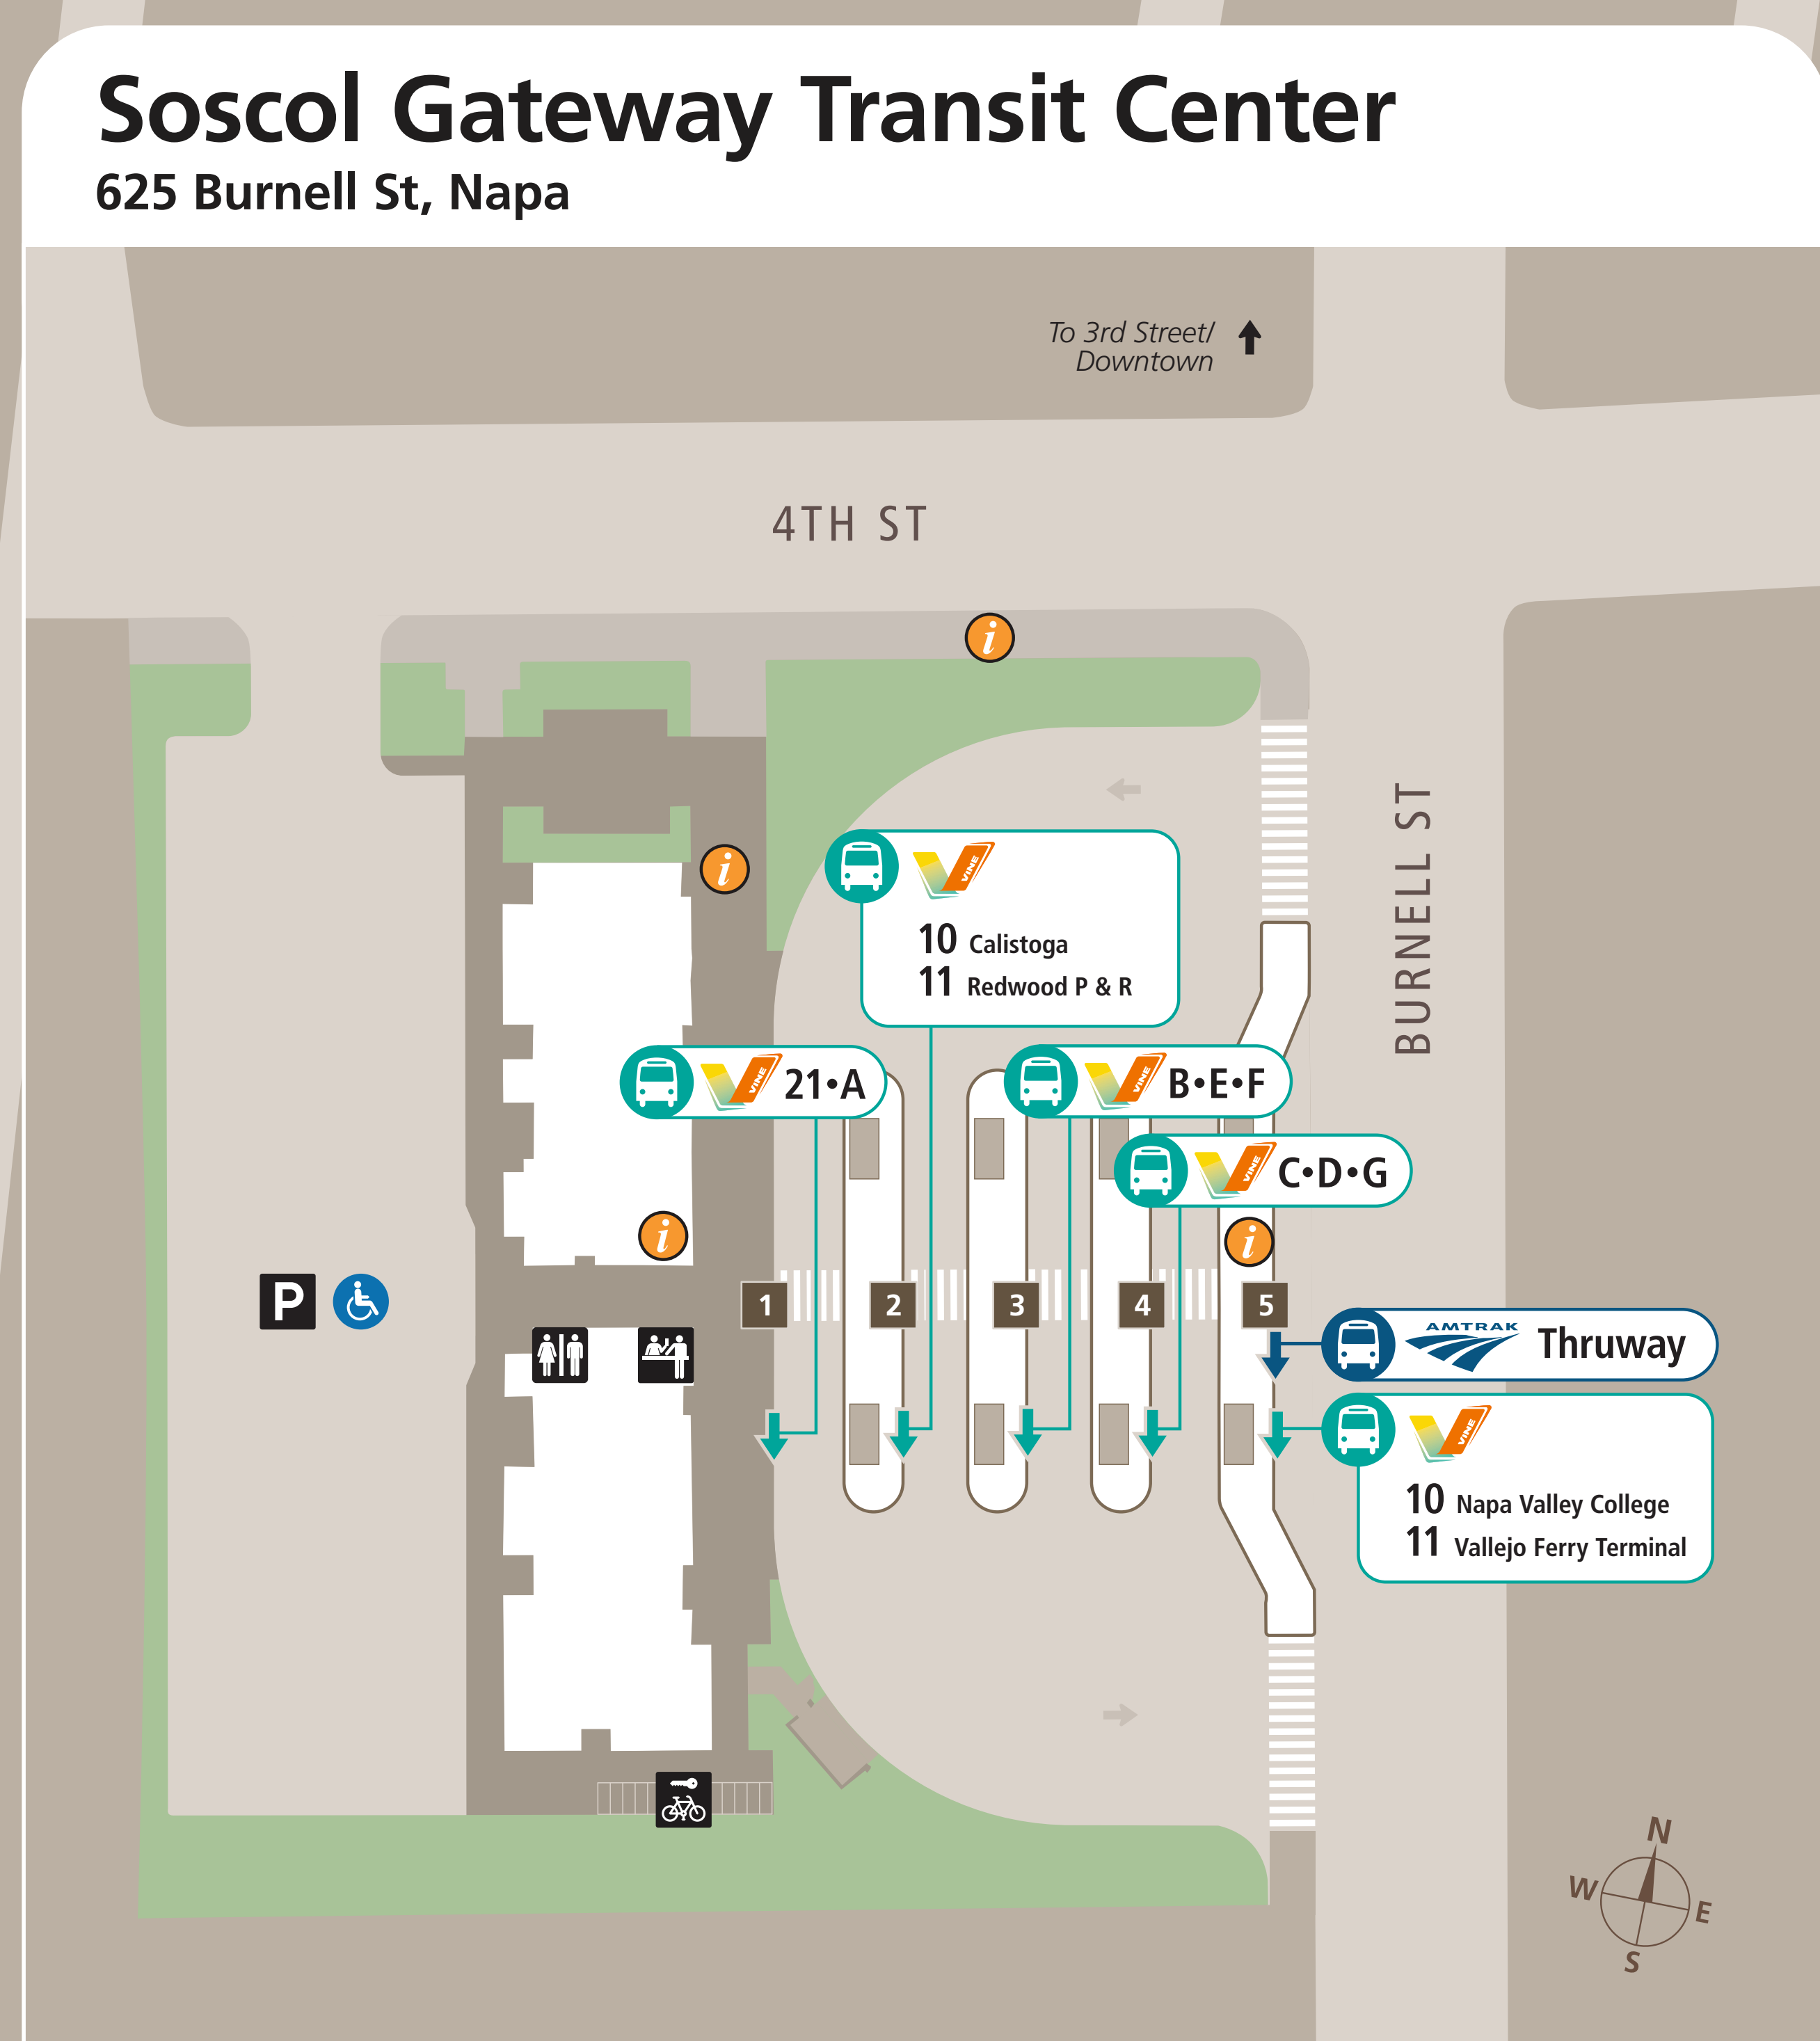 Soscol Gateway Transit Center
625 Burnell St, Napa
To 3rd Street/
Downtown
4TH ST
i
BURNELL ST
i
VINE
10 Calistoga
11 Redwood P & R
VINE 21•A
VINE B•E•F
VINE C•D•G
i
i
P
1
2
3
4
5
AMTRAK Thruway
VINE
10 Napa Valley College
11 Vallejo Ferry Terminal
N
W
E
S